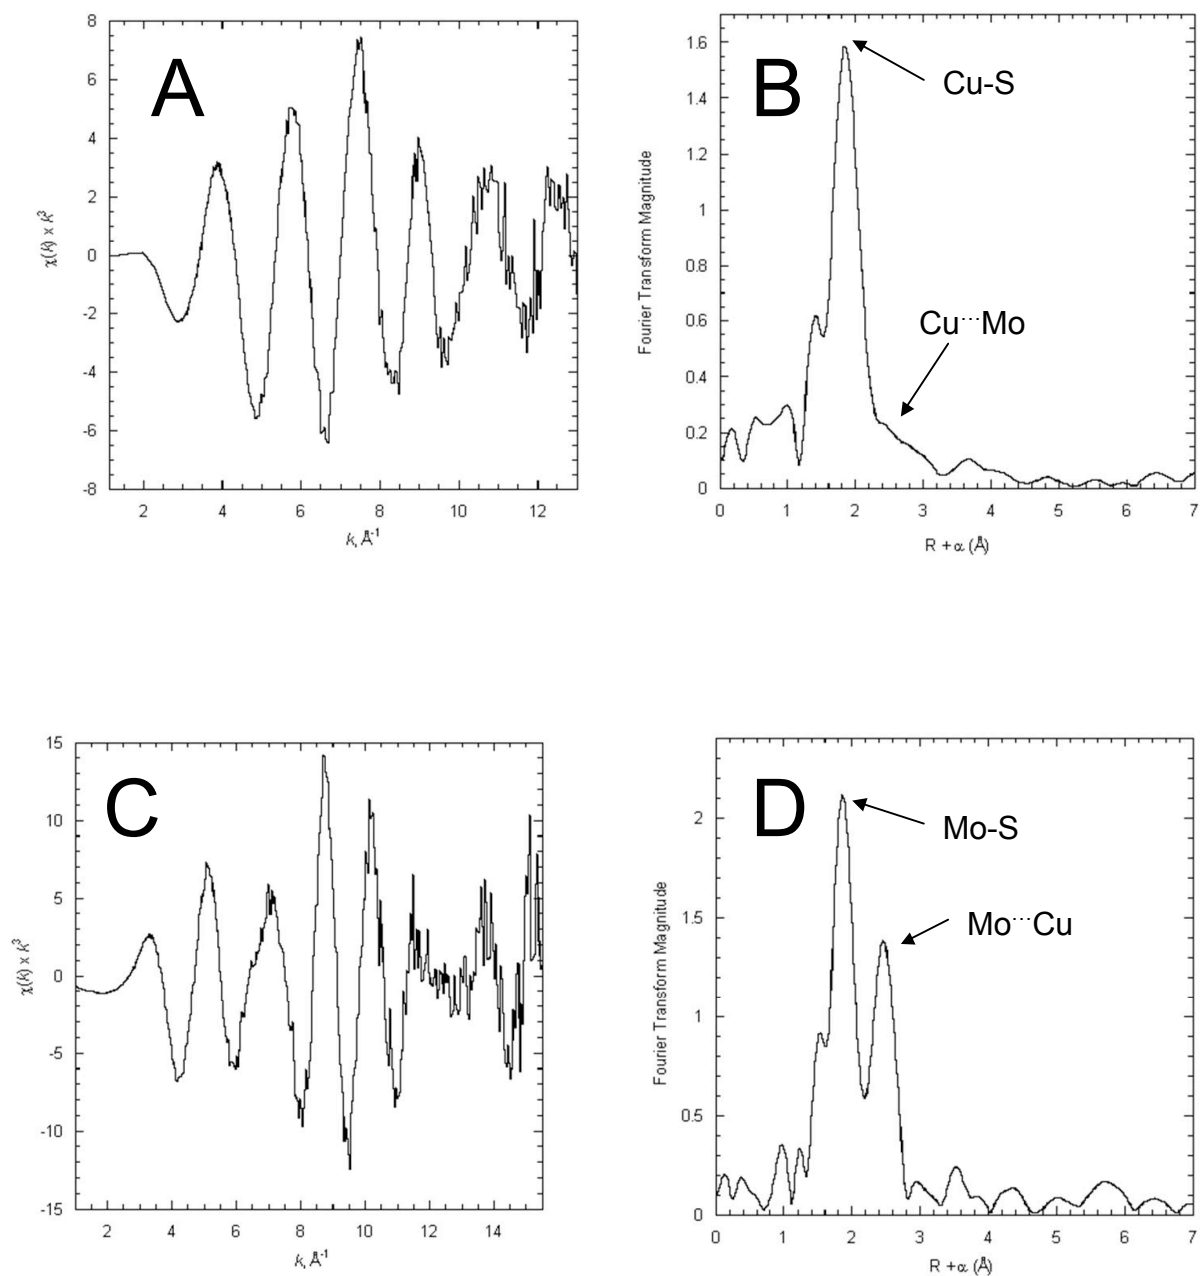 A
8
6
4
2
0
-2
-4
-6
-8
2 4 6 8 10 12
χ(k) x k³
k, Å⁻¹
B
Cu-S
Cu···Mo
1.6
1.4
1.2
1
0.8
0.6
0.4
0.2
0
0 1 2 3 4 5 6 7
Fourier Transform Magnitude
R + α (Å)
C
15
10
5
0
-5
-10
-15
2 4 6 8 10 12 14
χ(k) x k³
k, Å⁻¹
D
Mo-S
Mo···Cu
2
1.5
1
0.5
0
0 1 2 3 4 5 6 7
Fourier Transform Magnitude
R + α (Å)